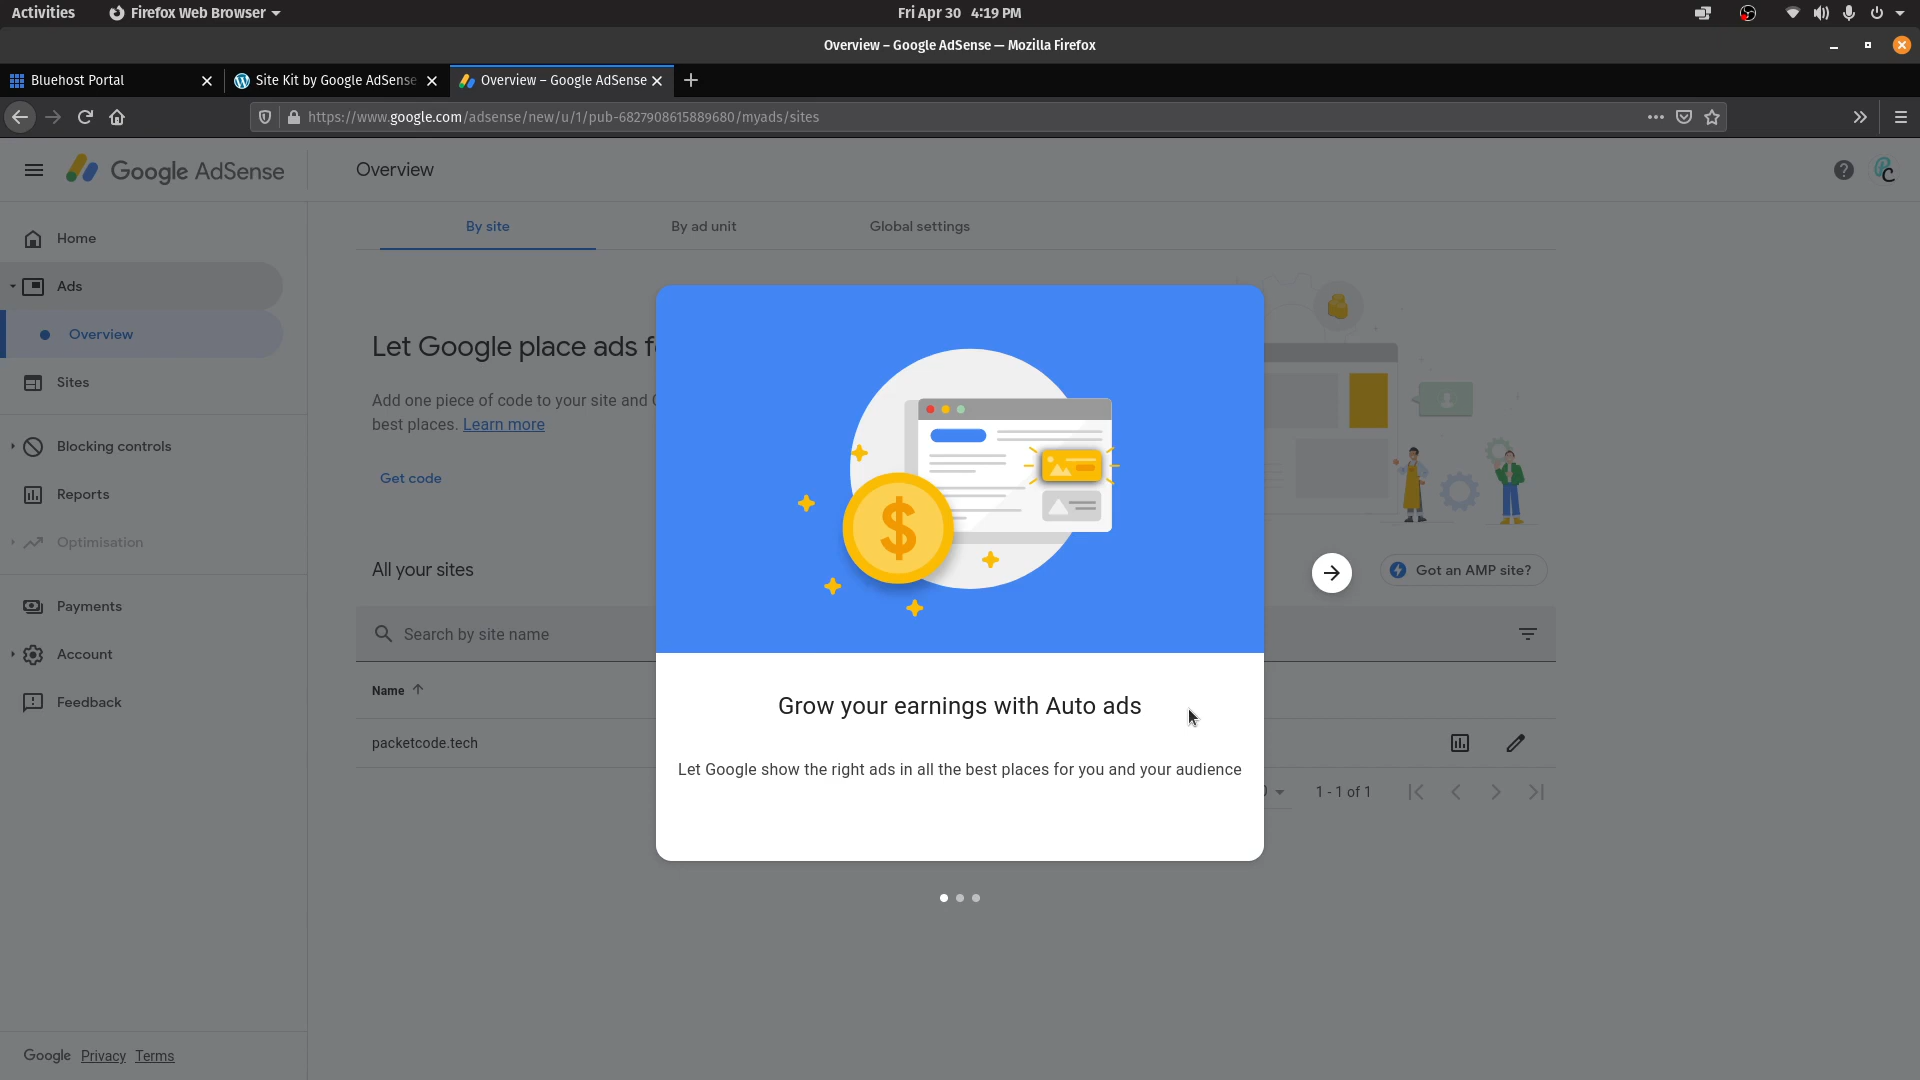 Activities
Firefox Web Browser
Fri Apr 30 4:19 PM
Overview – Google AdSense — Mozilla Firefox
Bluehost Portal
Site Kit by Google AdSense
Overview – Google AdSense
https://www.google.com/adsense/new/u/1/pub-6827908615889680/myads/sites
Google AdSense
Overview
Home
Ads
Overview
Sites
Blocking controls
Reports
Optimisation
Payments
Account
Feedback
Google Privacy Terms
By site
By ad unit
Global settings
Let Google place ads
Add one piece of code to your site and
best places. Learn more
Get code
All your sites
Got an AMP site?
Search by site name
Name
packetcode.tech
1 - 1 of 1
$
Grow your earnings with Auto ads
Let Google show the right ads in all the best places for you and your audience